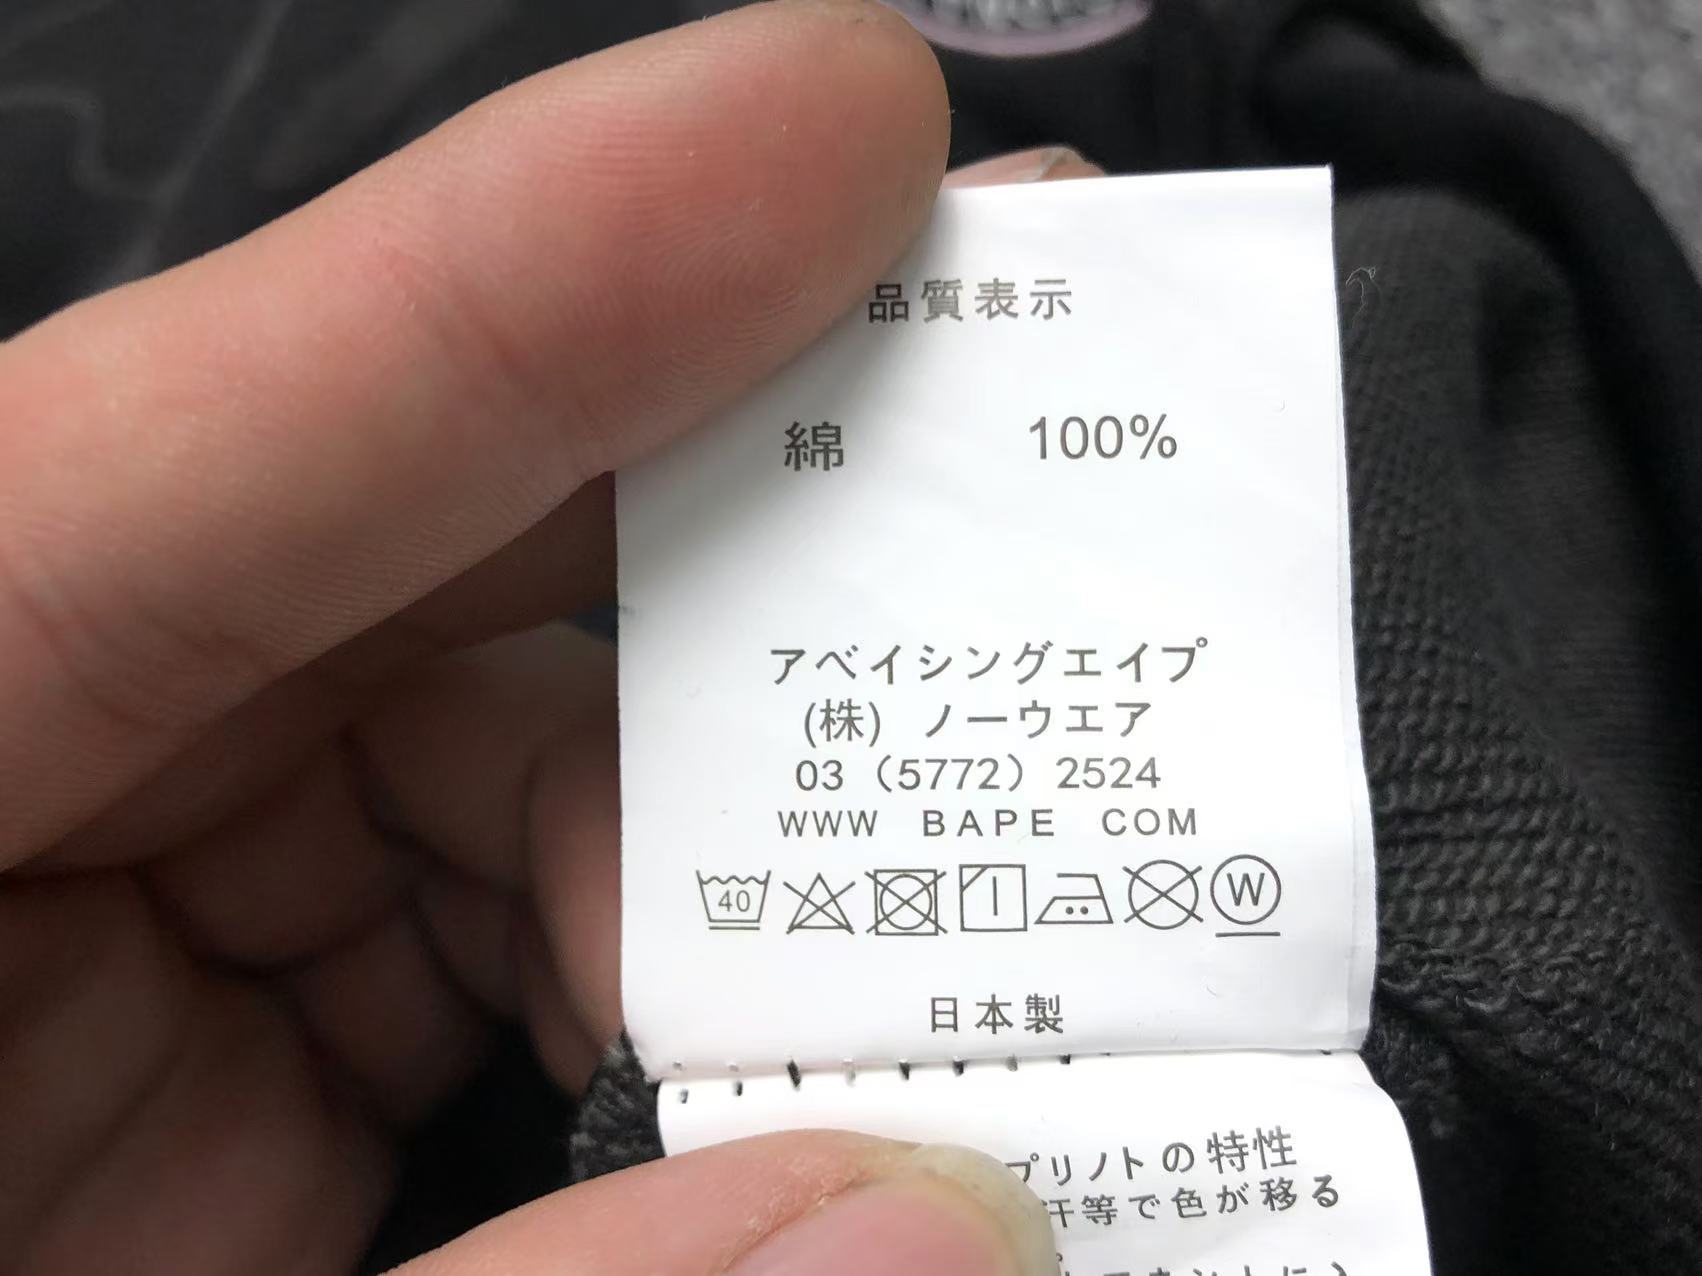 品質表示
綿 100%
アベイシングエイプ
(株) ノーウエア
03 （5772） 2524
WWW BAPE COM
40
W
日本製
プリノトの特性
汗等で色が移る